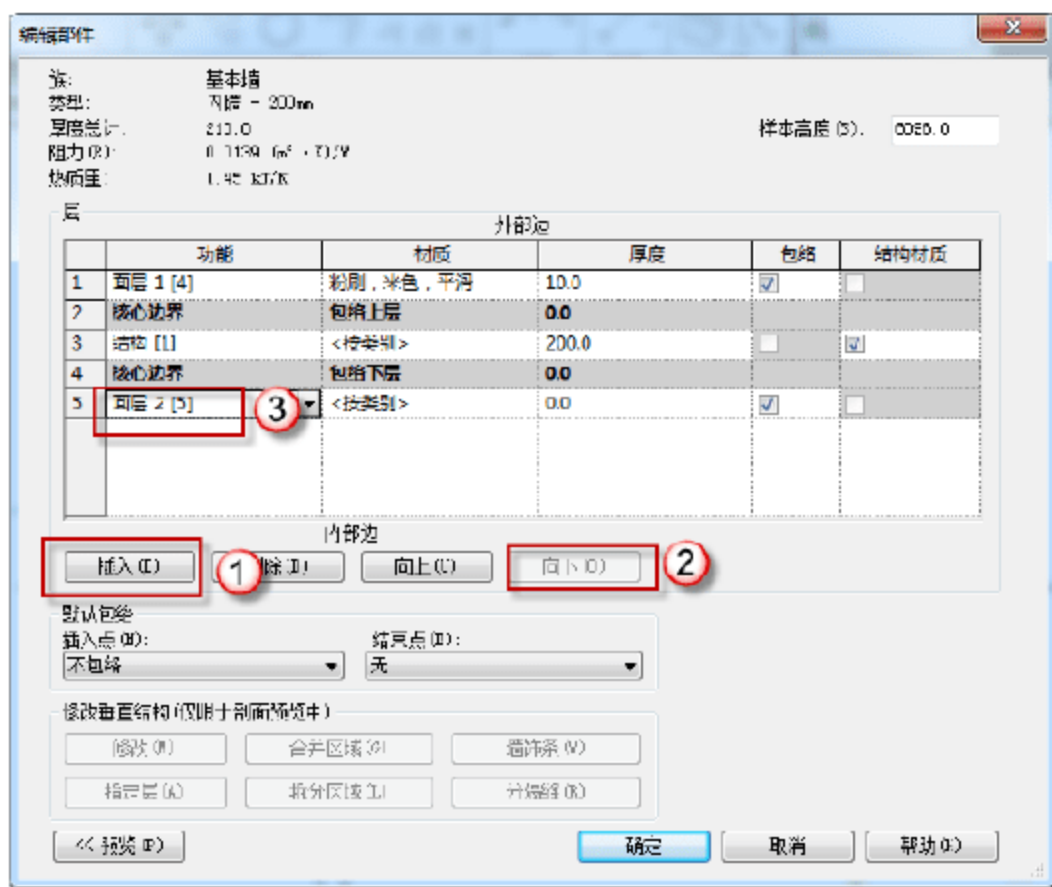 编辑部件
族: 基本墙
类型: 内墙 - 200mm
厚度总计: 210.0 样本高度(S): 
阻力(R): (m² · K)/W
热质量: kJ/K
层
外部边
功能 材质 厚度 包络 结构材质
1 面层 1 [4] 粉刷，米色，平滑 10.0
2 核心边界 包络上层 0.0
3 结构 [1] <按类别> 200.0
4 核心边界 包络下层 0.0
5 面层 2 [5] <按类别> 0.0
3
内部边
插入(I) 除(D) 向上(U) 向下(O)
1 2
默认包络
插入点(N): 结束点(E):
不包络 无
修改垂直结构(仅限于剖面预览中)
修改(M) 合并区域(G) 墙饰条(W)
指定层(A) 拆分区域(L) 分隔缝(R)
<< 预览(P) 确定 取消 帮助(H)